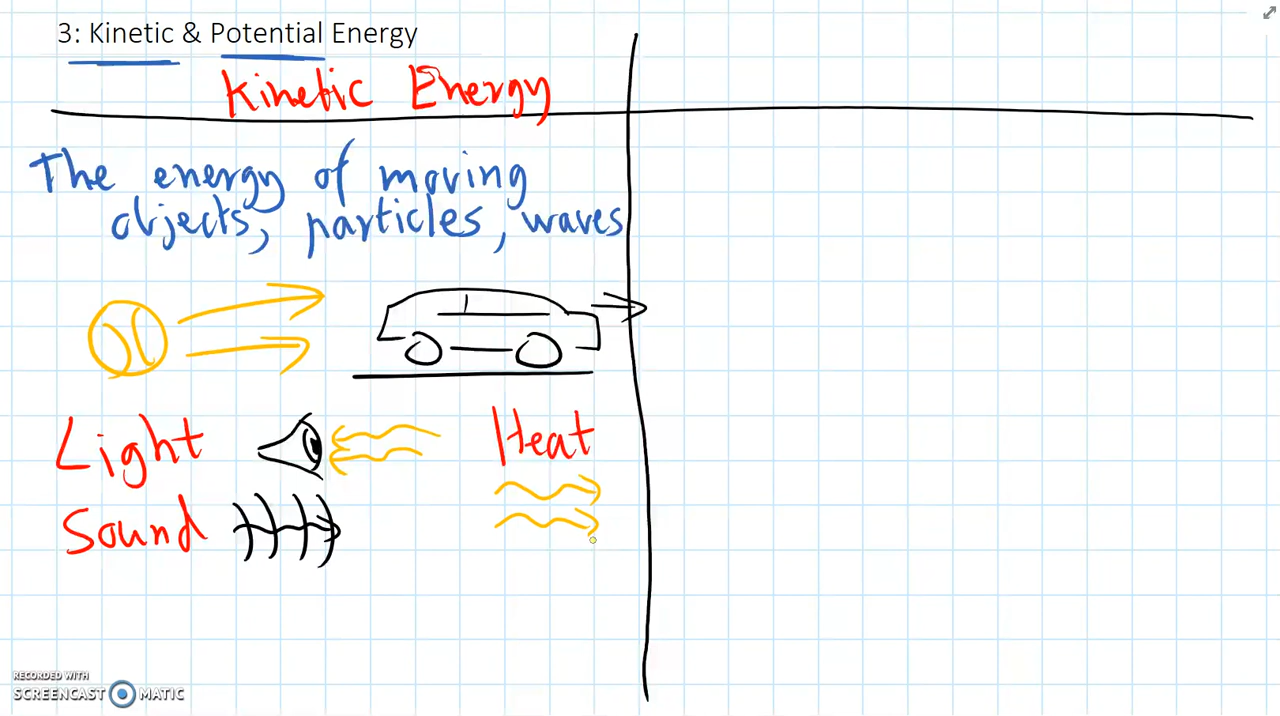 3: Kinetic & Potential Energy
Kinetic Energy
The energy of moving
objects, particles, waves
Light
Heat
Sound
RECORDED WITH
SCREENCAST MATIC